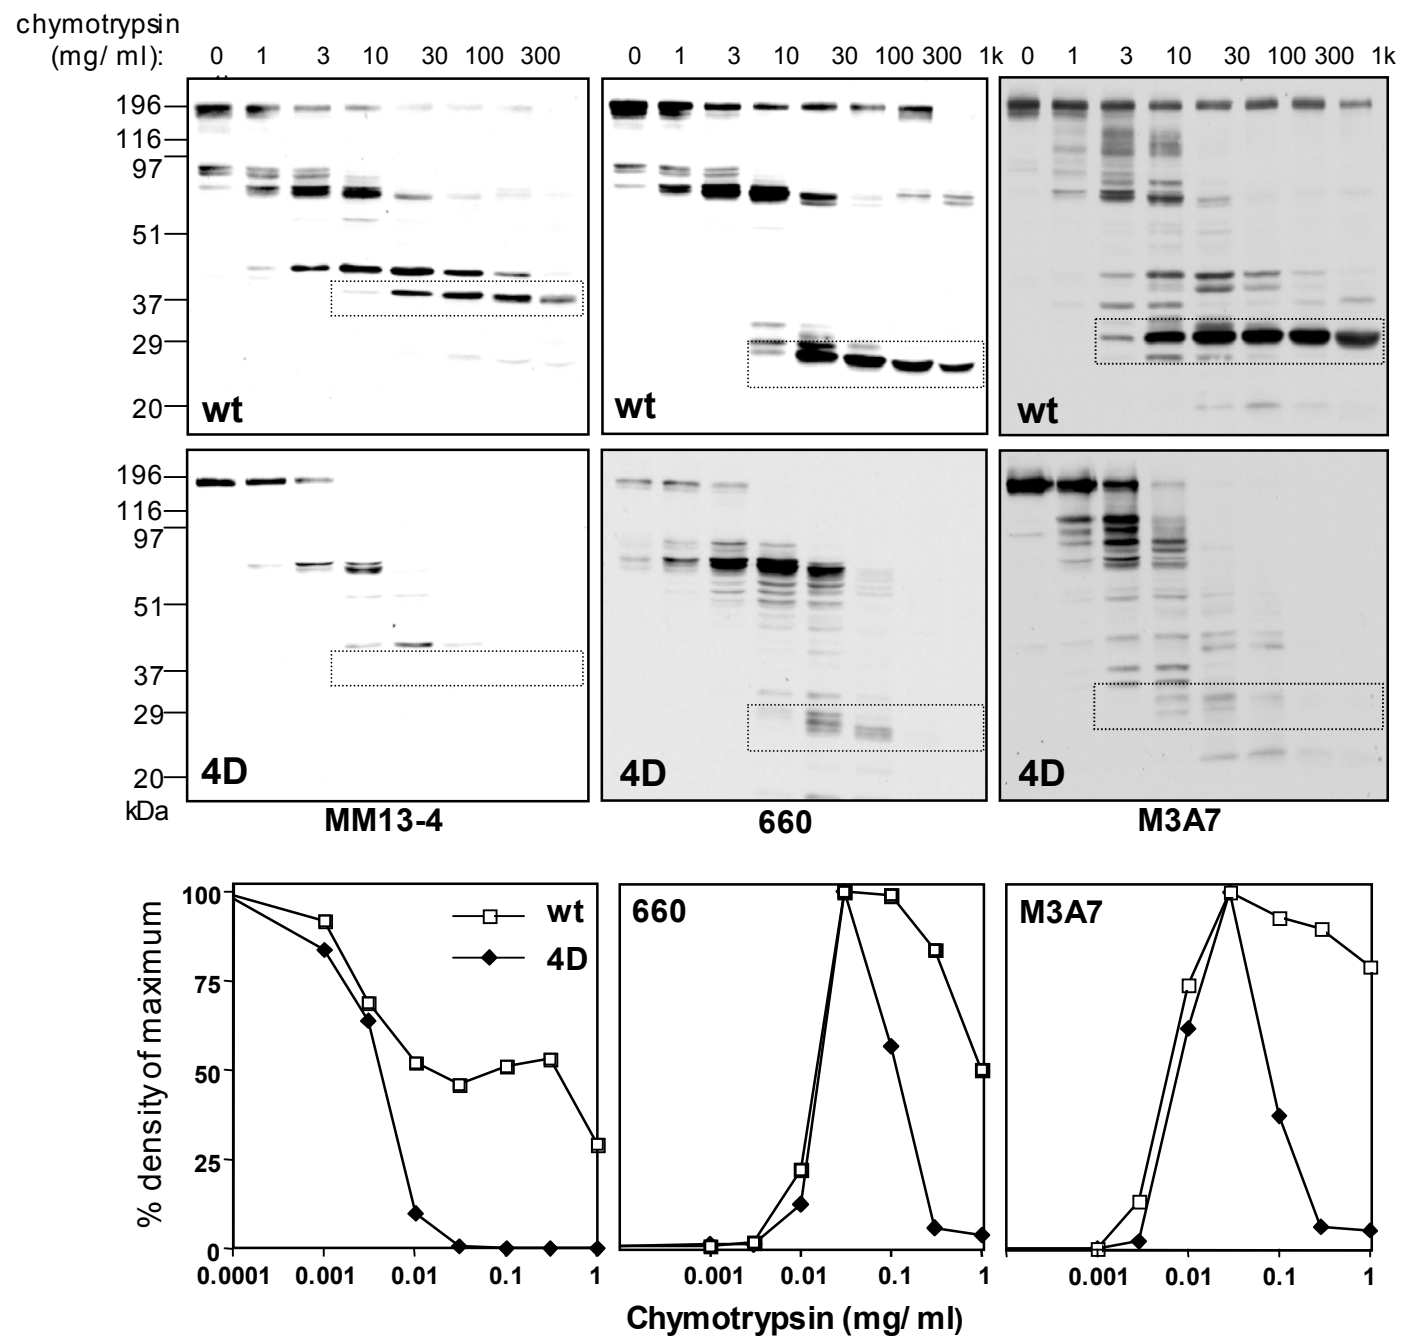 chymotrypsin
(mg/ ml): 0 1 3 10 30 100 300 0 1 3 10 30 100 300 1k 0 1 3 10 30 100 300 1k
196
116
97
51
37
29
20
wt wt wt
196
116
97
51
37
29
20
kDa
4D 4D 4D
MM13-4 660 M3A7
% density of maximum
100
75
50
25
0
wt
4D
660
M3A7
0.0001 0.001 0.01 0.1 1 0.001 0.01 0.1 1 0.001 0.01 0.1 1
Chymotrypsin (mg/ ml)